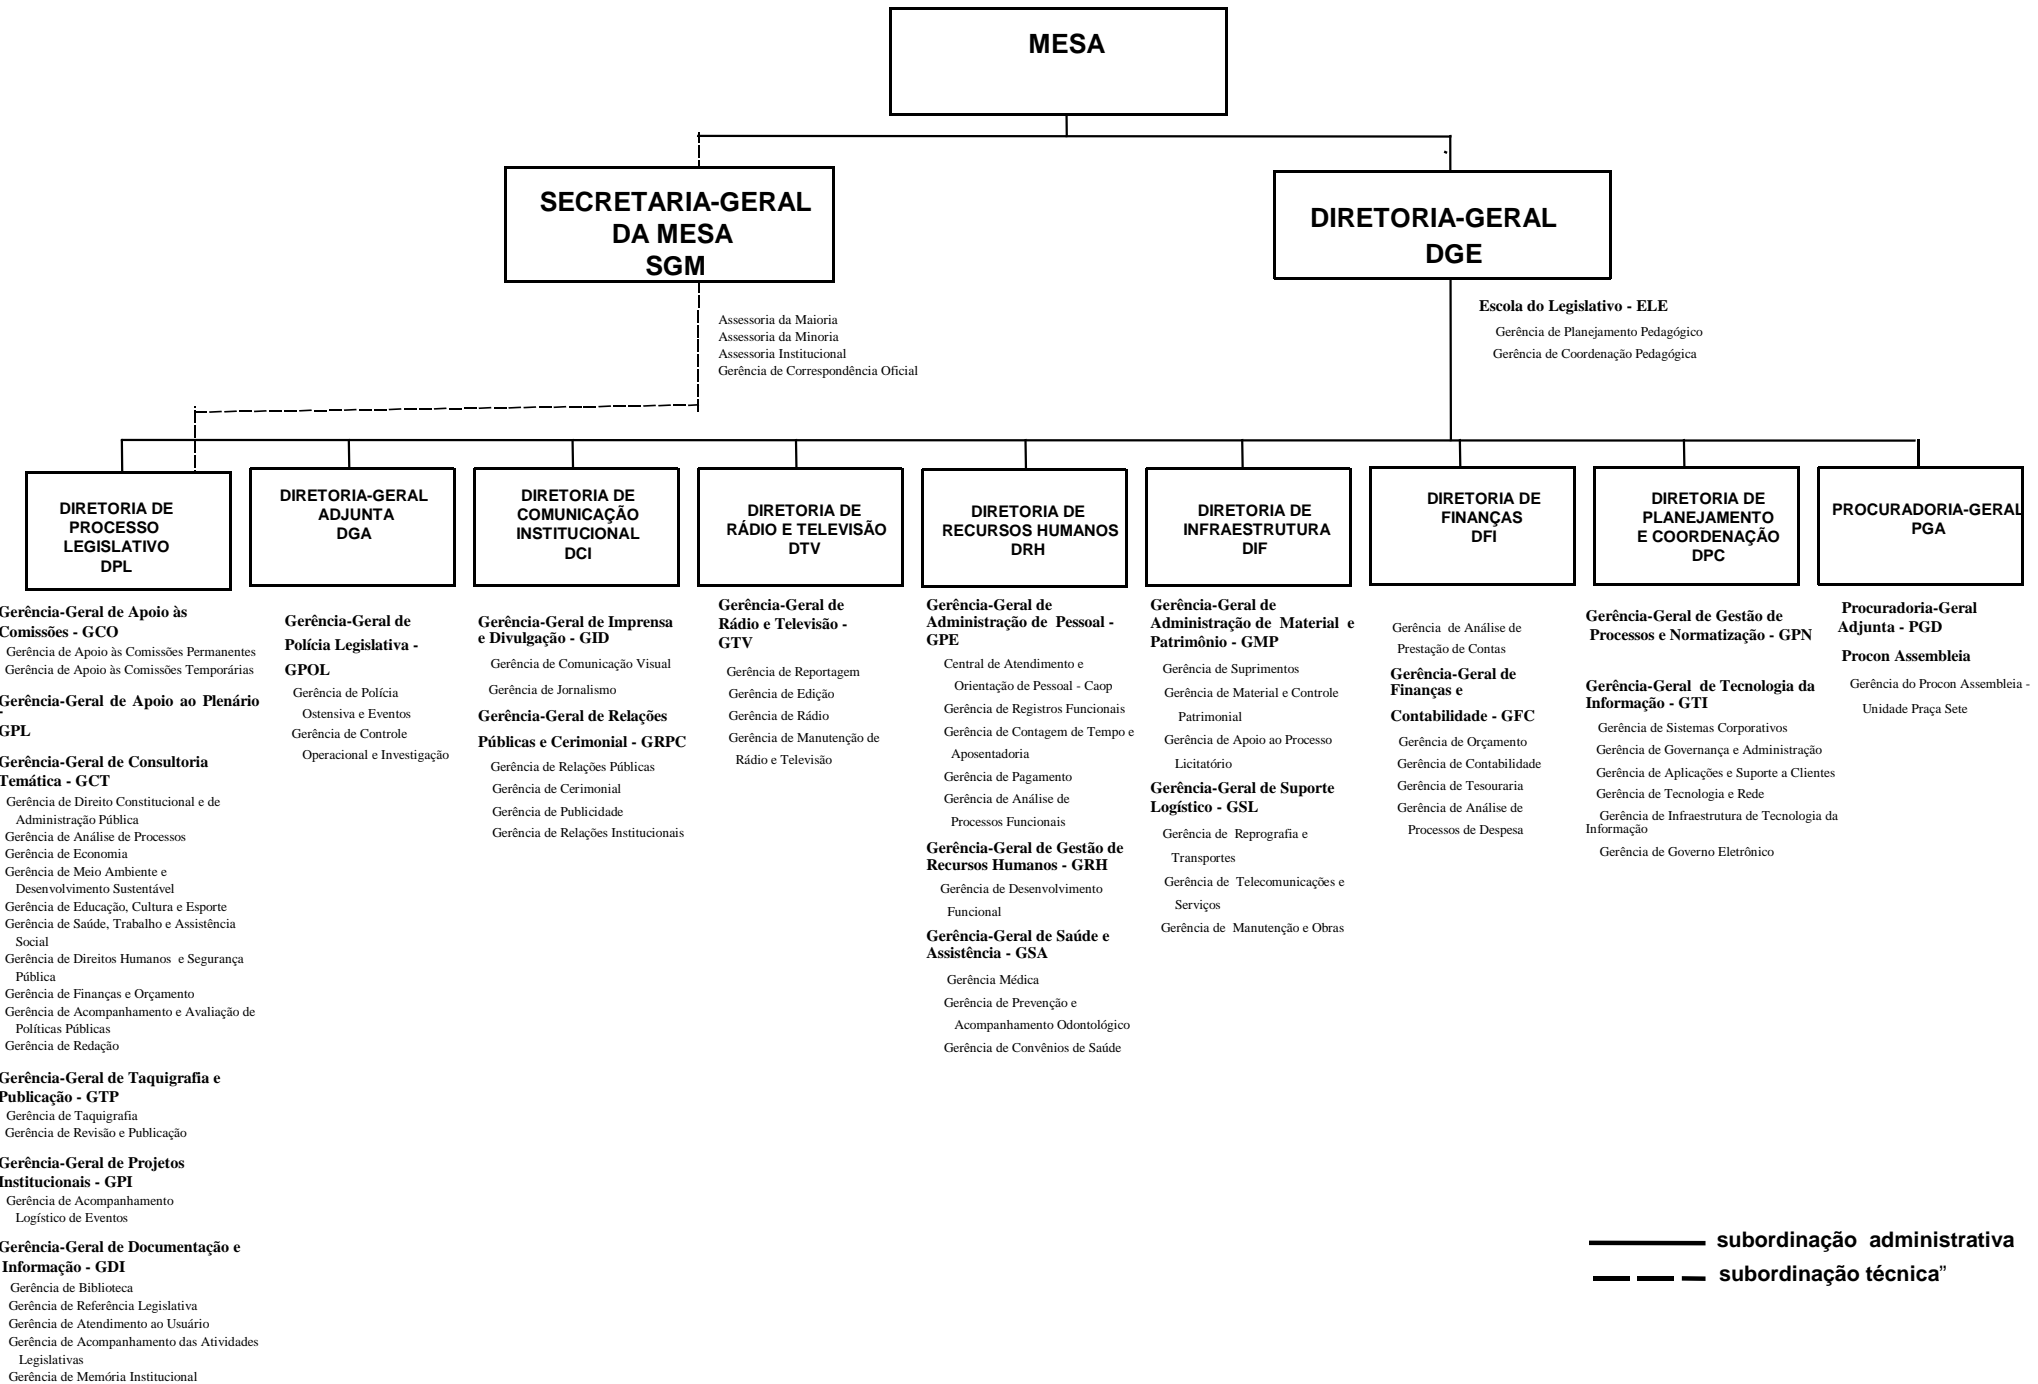 MESA
SECRETARIA-GERAL
DA MESA
SGM
DIRETORIA-GERAL
DGE
Assessoria da Maioria
Assessoria da Minoria
Assessoria Institucional
Gerência de Correspondência Oficial
Escola do Legislativo - ELE
Gerência de Planejamento Pedagógico
Gerência de Coordenação Pedagógica
DIRETORIA DE
PROCESSO
LEGISLATIVO
DPL
Gerência-Geral de Apoio às
Comissões - GCO
Gerência de Apoio às Comissões Permanentes
Gerência de Apoio às Comissões Temporárias
Gerência-Geral de Apoio ao Plenário
-
GPL
Gerência-Geral de Consultoria
Temática - GCT
Gerência de Direito Constitucional e de
Administração Pública
Gerência de Análise de Processos
Gerência de Economia
Gerência de Meio Ambiente e
Desenvolvimento Sustentável
Gerência de Educação, Cultura e Esporte
Gerência de Saúde, Trabalho e Assistência
Social
Gerência de Direitos Humanos e Segurança
Pública
Gerência de Finanças e Orçamento
Gerência de Acompanhamento e Avaliação de
Políticas Públicas
Gerência de Redação
Gerência-Geral de Taquigrafia e
Publicação - GTP
Gerência de Taquigrafia
Gerência de Revisão e Publicação
Gerência-Geral de Projetos
Institucionais - GPI
Gerência de Acompanhamento
Logístico de Eventos
Gerência-Geral de Documentação e
Informação - GDI
Gerência de Biblioteca
Gerência de Referência Legislativa
Gerência de Atendimento ao Usuário
Gerência de Acompanhamento das Atividades
Legislativas
Gerência de Memória Institucional
DIRETORIA-GERAL
ADJUNTA
DGA
Gerência-Geral de
Polícia Legislativa -
GPOL
Gerência de Polícia
Ostensiva e Eventos
Gerência de Controle
Operacional e Investigação
DIRETORIA DE
COMUNICAÇÃO
INSTITUCIONAL
DCI
Gerência-Geral de Imprensa
e Divulgação - GID
Gerência de Comunicação Visual
Gerência de Jornalismo
Gerência-Geral de Relações
Públicas e Cerimonial - GRPC
Gerência de Relações Públicas
Gerência de Cerimonial
Gerência de Publicidade
Gerência de Relações Institucionais
DIRETORIA DE
RÁDIO E TELEVISÃO
DTV
Gerência-Geral de
Rádio e Televisão -
GTV
Gerência de Reportagem
Gerência de Edição
Gerência de Rádio
Gerência de Manutenção de
Rádio e Televisão
DIRETORIA DE
RECURSOS HUMANOS
DRH
Gerência-Geral de
Administração de Pessoal -
GPE
Central de Atendimento e
Orientação de Pessoal - Caop
Gerência de Registros Funcionais
Gerência de Contagem de Tempo e
Aposentadoria
Gerência de Pagamento
Gerência de Análise de
Processos Funcionais
Gerência-Geral de Gestão de
Recursos Humanos - GRH
Gerência de Desenvolvimento
Funcional
Gerência-Geral de Saúde e
Assistência - GSA
Gerência Médica
Gerência de Prevenção e
Acompanhamento Odontológico
Gerência de Convênios de Saúde
DIRETORIA DE
INFRAESTRUTURA
DIF
Gerência-Geral de
Administração de Material e
Patrimônio - GMP
Gerência de Suprimentos
Gerência de Material e Controle
Patrimonial
Gerência de Apoio ao Processo
Licitatório
Gerência-Geral de Suporte
Logístico - GSL
Gerência de Reprografia e
Transportes
Gerência de Telecomunicações e
Serviços
Gerência de Manutenção e Obras
DIRETORIA DE
FINANÇAS
DFI
Gerência de Análise de
Prestação de Contas
Gerência-Geral de
Finanças e
Contabilidade - GFC
Gerência de Orçamento
Gerência de Contabilidade
Gerência de Tesouraria
Gerência de Análise de
Processos de Despesa
DIRETORIA DE
PLANEJAMENTO
E COORDENAÇÃO
DPC
Gerência-Geral de Gestão de
Processos e Normatização - GPN
Gerência-Geral de Tecnologia da
Informação - GTI
Gerência de Sistemas Corporativos
Gerência de Governança e Administração
Gerência de Aplicações e Suporte a Clientes
Gerência de Tecnologia e Rede
Gerência de Infraestrutura de Tecnologia da
Informação
Gerência de Governo Eletrônico
PROCURADORIA-GERAL
PGA
Procuradoria-Geral
Adjunta - PGD
Procon Assembleia
Gerência do Procon Assembleia -
Unidade Praça Sete
subordinação administrativa
subordinação técnica”